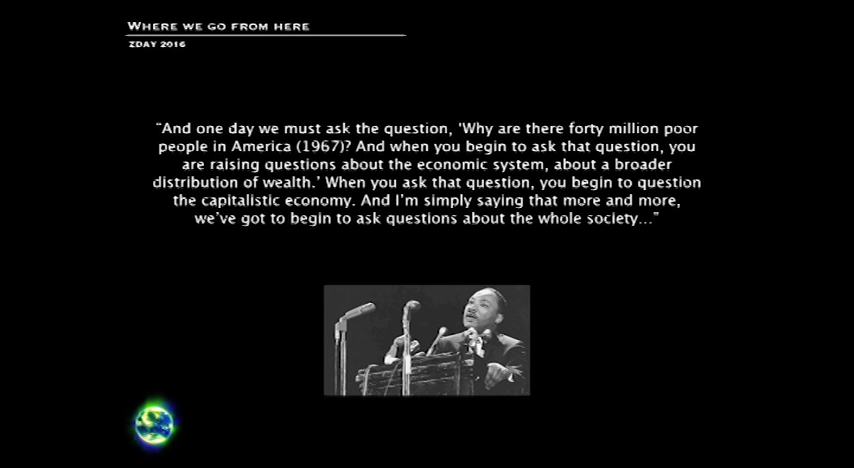 WHERE WE GO FROM HERE
ZDAY 2016
“And one day we must ask the question, 'Why are there forty million poor
people in America (1967)? And when you begin to ask that question, you
are raising questions about the economic system, about a broader
distribution of wealth.’ When you ask that question, you begin to question
the capitalistic economy. And I’m simply saying that more and more,
we’ve got to begin to ask questions about the whole society…”